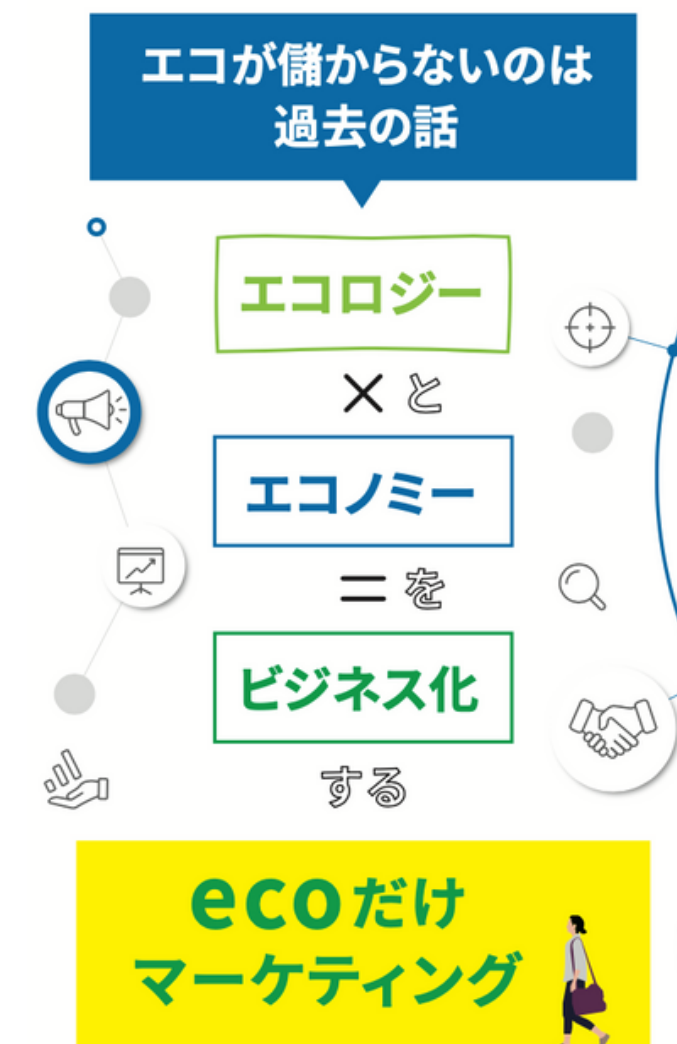 エコが儲からないのは
過去の話
エコロジー
×と
エコノミー
＝を
ビジネス化
する
ecoだけ
マーケティング